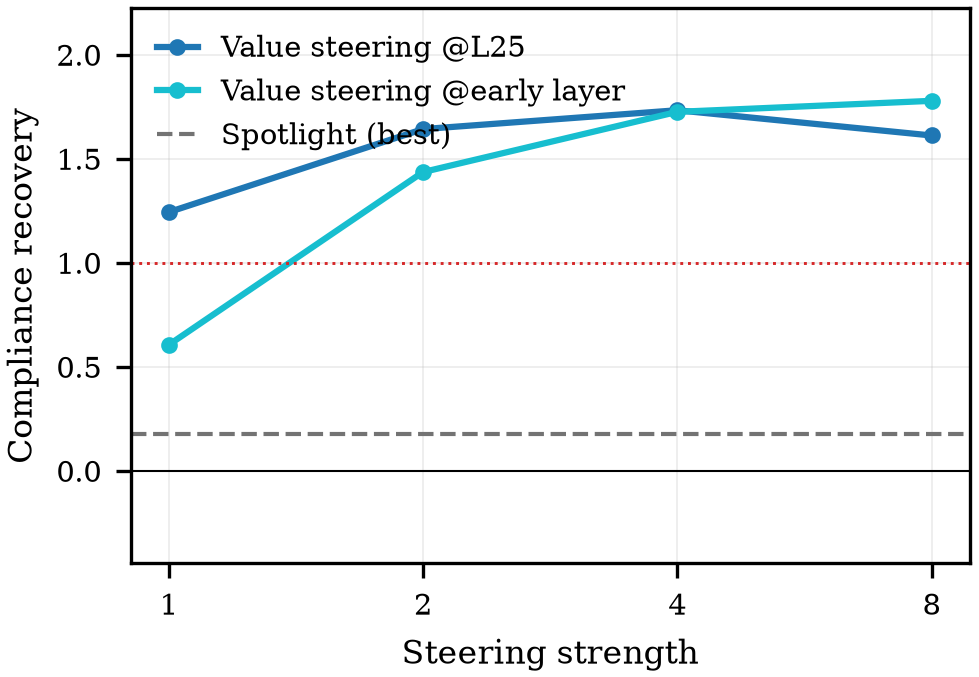 Value steering @L25
Value steering @early layer
Spotlight (best)
2.0
1.5
1.0
0.5
0.0
Compliance recovery
1 2 4 8
Steering strength